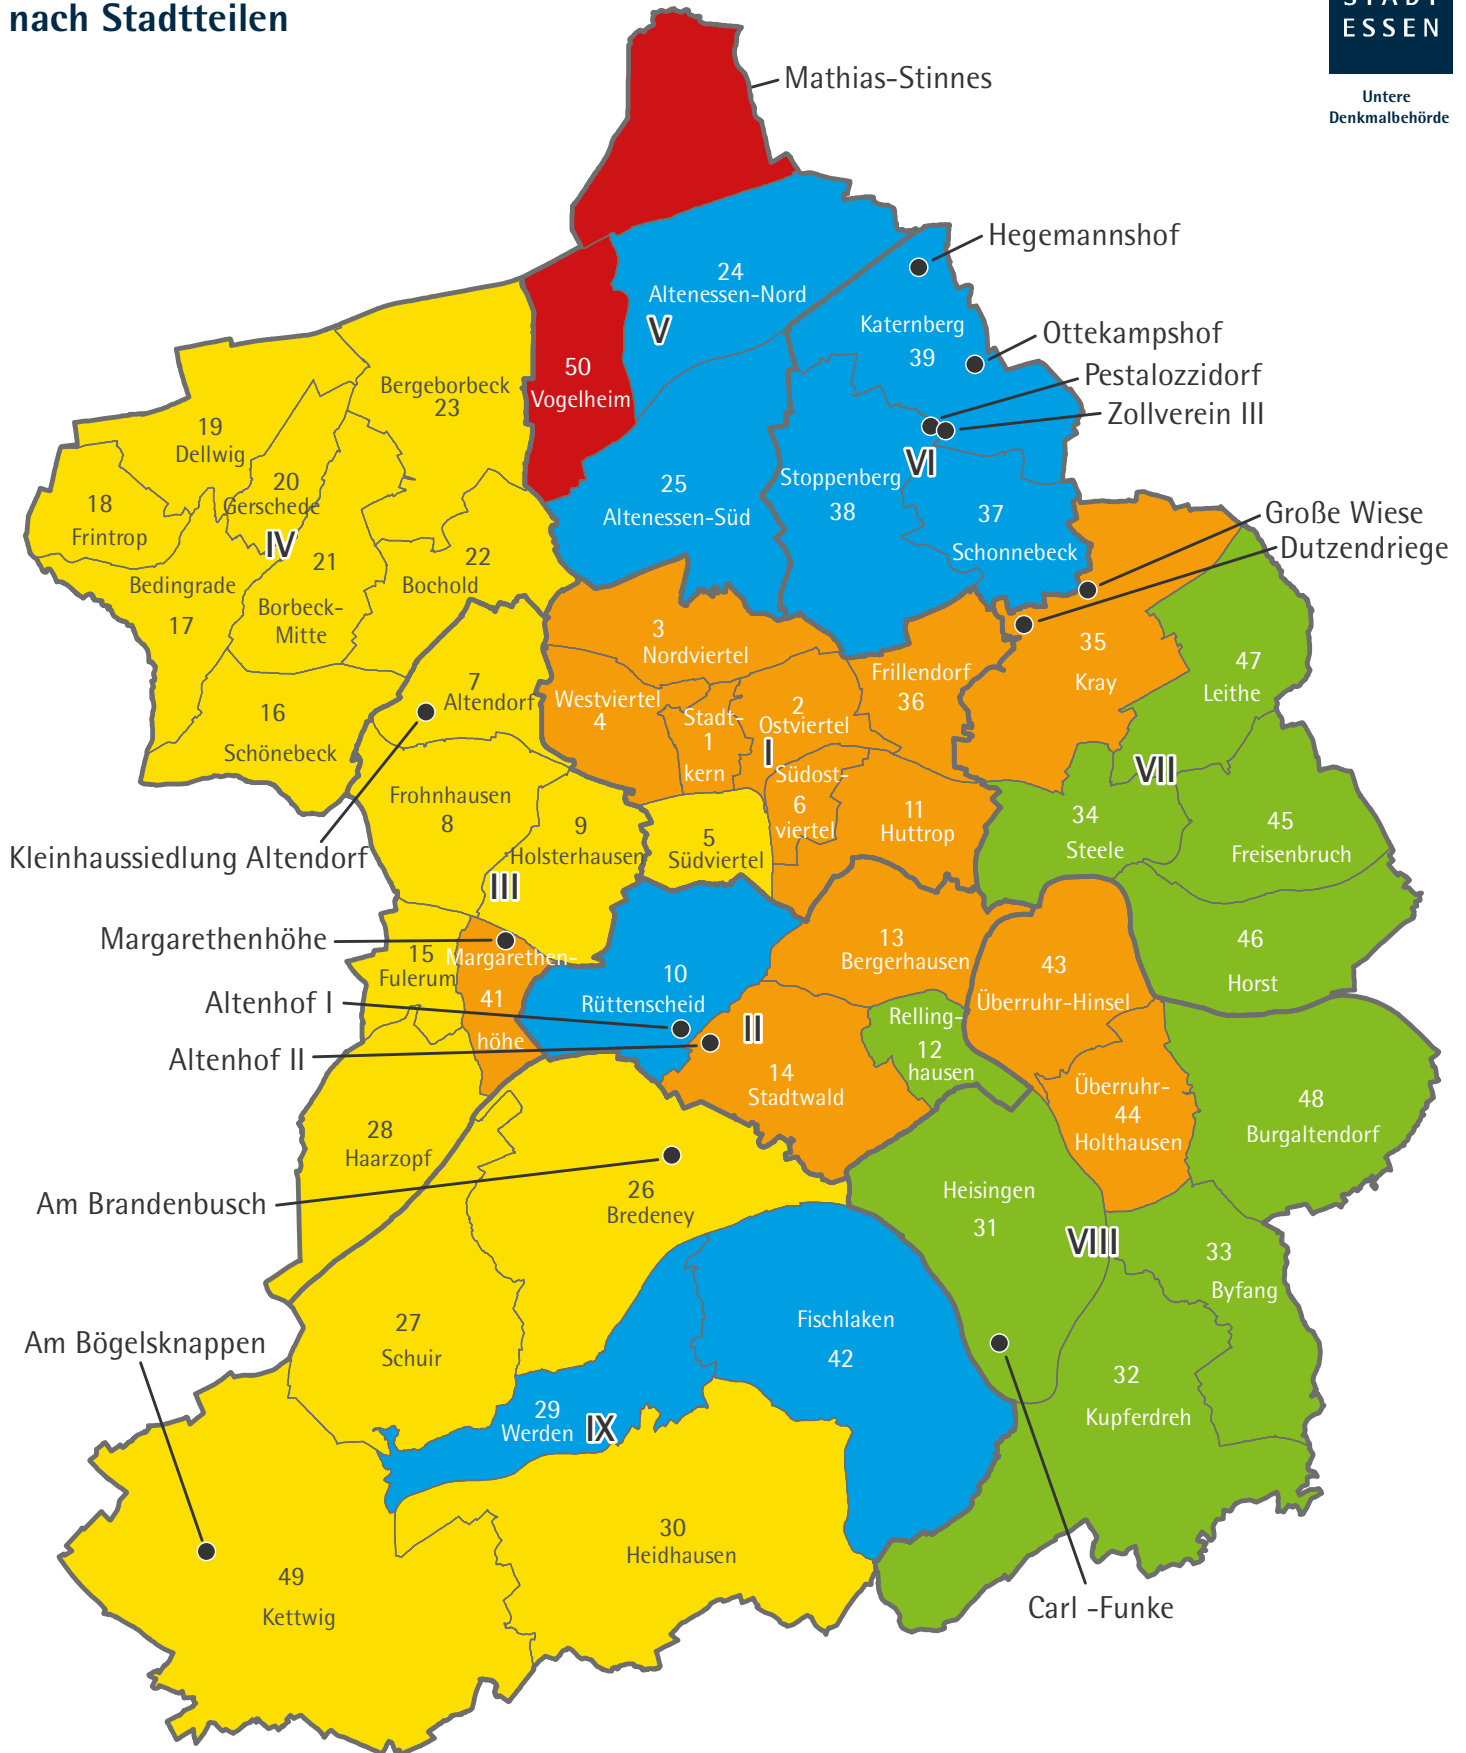 nach Stadtteilen
STADT
ESSEN
Untere
Denkmalbehörde
Mathias-Stinnes
Hegemannshof
24
Altenessen-Nord
V
Katernberg
39
Ottekampshof
Pestalozzidorf
Zollverein III
50
Vogelheim
Bergeborbeck
23
19
Dellwig
20
Gerschede
18
Frintrop
IV
21
Borbeck-
Mitte
22
Bochold
Bedingrade
17
25
Altenessen-Süd
Stoppenberg
38
VI
37
Schonnebeck
Große Wiese
Dutzendriege
3
Nordviertel
35
Kray
47
Leithe
Frillendorf
36
7
Altendorf
Westviertel
4
Stadt-
1
kern
2
Ostviertel
I
16
Schönebeck
Südost-
6
viertel
VII
Frohnhausen
8
9
Holsterhausen
5
Südviertel
11
Huttrop
34
Steele
45
Freisenbruch
Kleinhaussiedlung Altendorf
III
Margarethenhöhe
15
Fulerum
Margarethen-
41
höhe
10
Rüttenscheid
13
Bergerhausen
43
Überruhr-Hinsel
46
Horst
Altenhof I
Altenhof II
II
Relling-
12
hausen
14
Stadtwald
Überruhr-
44
Holthausen
48
Burgaltendorf
28
Haarzopf
Am Brandenbusch
26
Bredeney
Heisingen
31
VIII
33
Byfang
27
Schuir
Fischlaken
42
Am Bögelsknappen
32
Kupferdreh
29
Werden
IX
30
Heidhausen
49
Kettwig
Carl -Funke